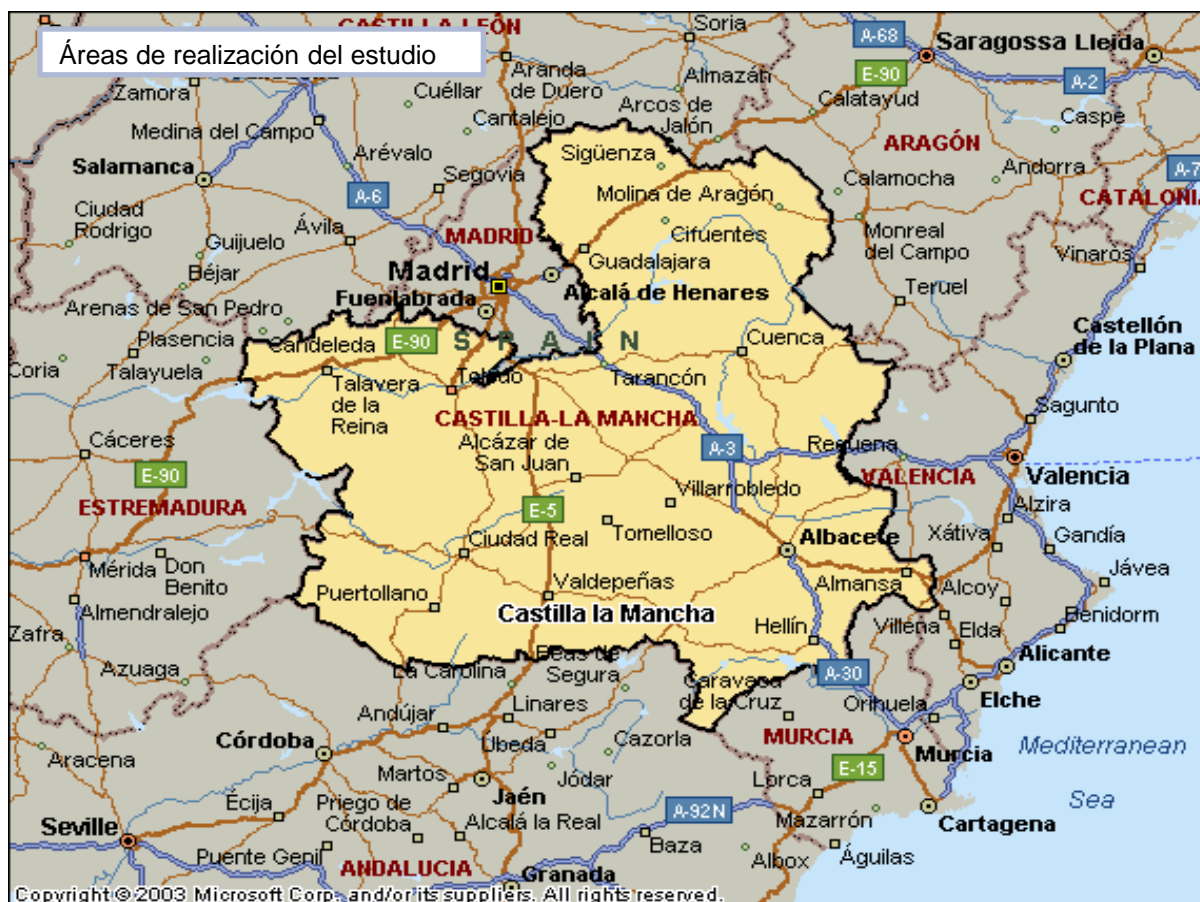 Áreas de realización del estudio
CASTILLA-LEÓN
Soria
A-68
Saragossa
Lleida
Zamora
Cuéllar
Aranda
de Duero
Almazán
E-90
A-2
Cantalejo
Arcos de
Jalón
Calatayud
Caspe
Medina del Campo
Salamanca
Arévalo
Segovia
Sigüenza
ARAGÓN
Andorra
A-7
A-6
Molina de Aragón
Calamocha
CATALONIA
Ciudad
Rodrigo
Guijuelo
Ávila
MADRID
Cifuentes
Monreal
del Campo
Vinaròs
Béjar
Madrid
Guadalajara
Alcalá de Henares
Teruel
Arenas de San Pedro
Fuenlabrada
Castellón
de la Plana
Plasencia
Candeleda
E-90
SPAIN
Cuenca
Coria
Talayuela
Talavera
de la
Reina
Toledo
Tarancón
Sagunto
CASTILLA-LA MANCHA
Cáceres
Alcázar de
San Juan
A-3
Requena
VALENCIA
Valencia
E-90
ESTREMADURA
Villarrobledo
Alzira
E-5
Tomelloso
Xátiva
Gandía
Ciudad Real
Albacete
Mérida
Don
Benito
Puertollano
Valdepeñas
Almansa
Alcoy
Jávea
Almendralejo
Castilla la Mancha
Benidorm
Zafra
Hellín
Villena
Elda
Azuaga
La Carolina
Beas de
Segura
Caravaca
de la Cruz
A-30
Alicante
Elche
Orihuela
Andújar
Linares
Córdoba
Úbeda
Cazorla
MURCIA
Murcia
Mediterranean
Sea
Aracena
Martos
Jódar
Lorca
E-15
Écija
Priego de
Córdoba
Jaén
Alcalá la Real
A-92N
Mazarrón
Cartagena
Seville
Puente Genil
Baza
Albox
Águilas
ANDALUCIA
Granada
Copyright © 2003 Microsoft Corp. and/or its suppliers. All rights reserved.